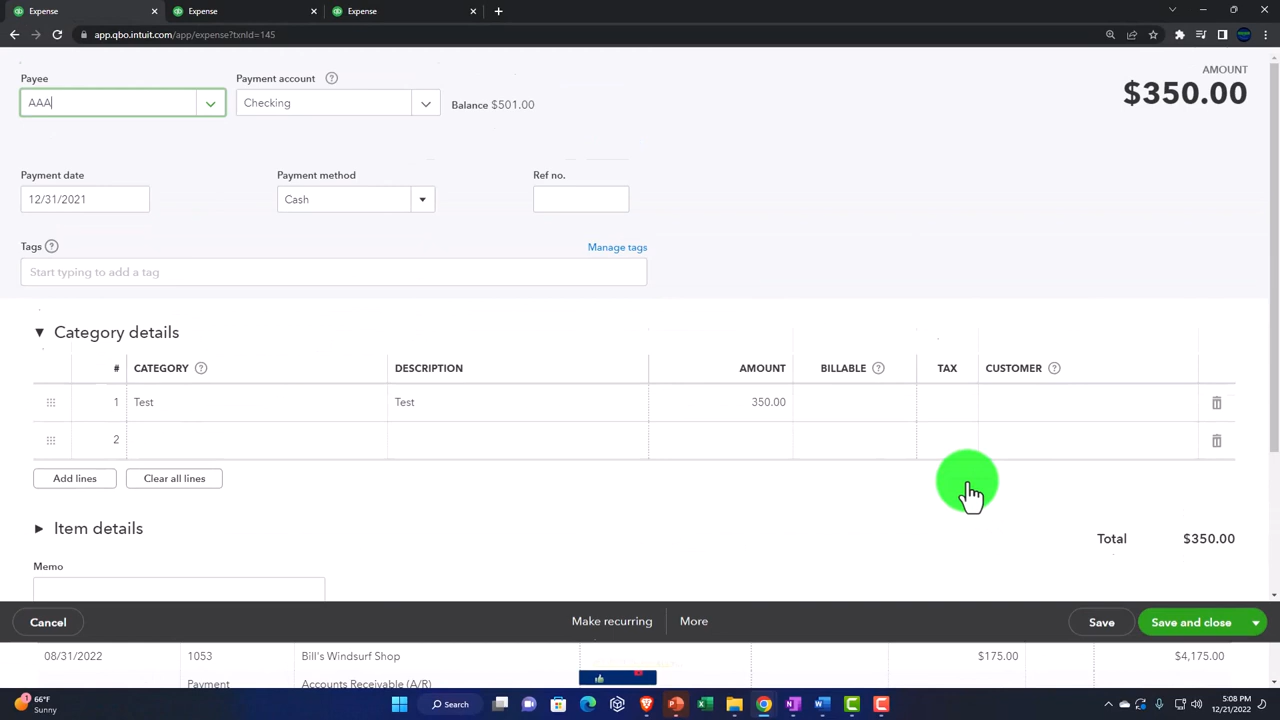 Expense
Expense
Expense
app.qbo.intuit.com/app/expense?txnId=145
Payee
Payment account
AMOUNT
AAA
Checking
Balance $501.00
$350.00
Payment date
Payment method
Ref no.
12/31/2021
Cash
Tags
Manage tags
Start typing to add a tag
Category details
# CATEGORY DESCRIPTION AMOUNT BILLABLE TAX CUSTOMER
1 Test Test 350.00
2
Add lines
Clear all lines
Item details
Total $350.00
Memo
Cancel
Make recurring
More
Save
Save and close
08/31/2022 1053 Bill's Windsurf Shop $175.00 $4,175.00
Payment Accounts Receivable (A/R)
66°F
Sunny
Search
5:08 PM
12/21/2022